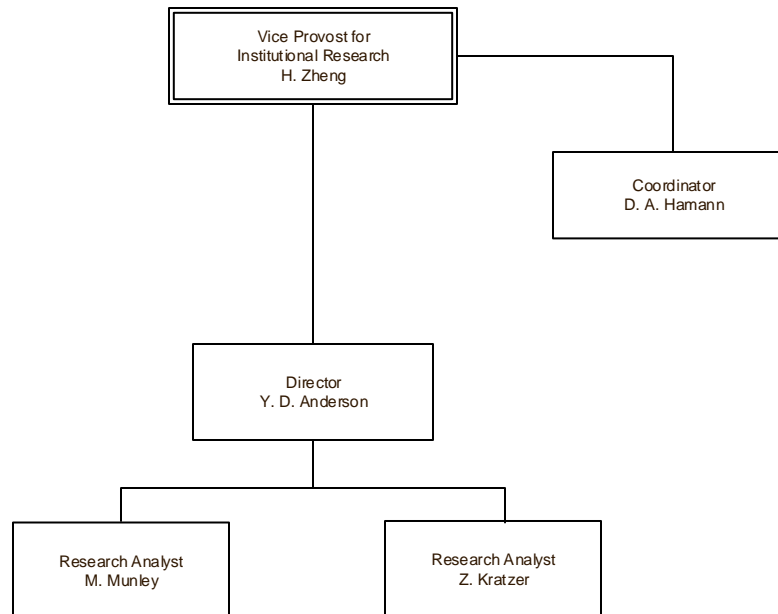 Vice Provost for
Institutional Research
H. Zheng
Coordinator
D. A. Hamann
Director
Y. D. Anderson
Research Analyst
M. Munley
Research Analyst
Z. Kratzer